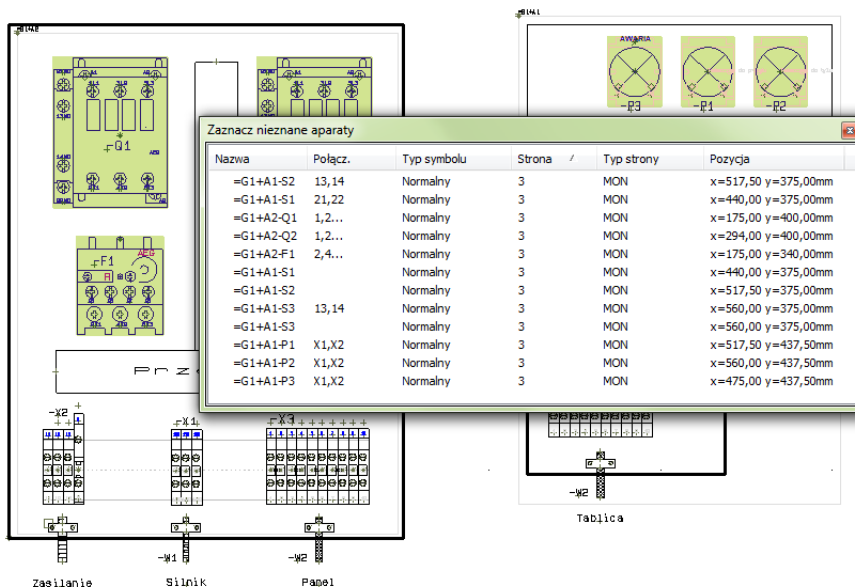 AWARIA
-P3 -P1 -P2
Q1
F1
AEG
Zaznacz nieznane aparaty
Nazwa Połącz. Typ symbolu Strona / Typ strony Pozycja
=G1+A1-S2 13,14 Normalny 3 MON x=517,50 y=375,00mm
=G1+A1-S1 21,22 Normalny 3 MON x=440,00 y=375,00mm
=G1+A2-Q1 1,2... Normalny 3 MON x=175,00 y=400,00mm
=G1+A2-Q2 1,2... Normalny 3 MON x=294,00 y=400,00mm
=G1+A2-F1 2,4... Normalny 3 MON x=175,00 y=340,00mm
=G1+A1-S1 Normalny 3 MON x=440,00 y=375,00mm
=G1+A1-S2 Normalny 3 MON x=517,50 y=375,00mm
=G1+A1-S3 13,14 Normalny 3 MON x=560,00 y=375,00mm
=G1+A1-S3 Normalny 3 MON x=560,00 y=375,00mm
=G1+A1-P1 X1,X2 Normalny 3 MON x=517,50 y=437,50mm
=G1+A1-P2 X1,X2 Normalny 3 MON x=560,00 y=437,50mm
=G1+A1-P3 X1,X2 Normalny 3 MON x=475,00 y=437,50mm
-X2 -X1 -X3
-W1 -W2
-W2
Tablica
Zasilanie Silnik Panel